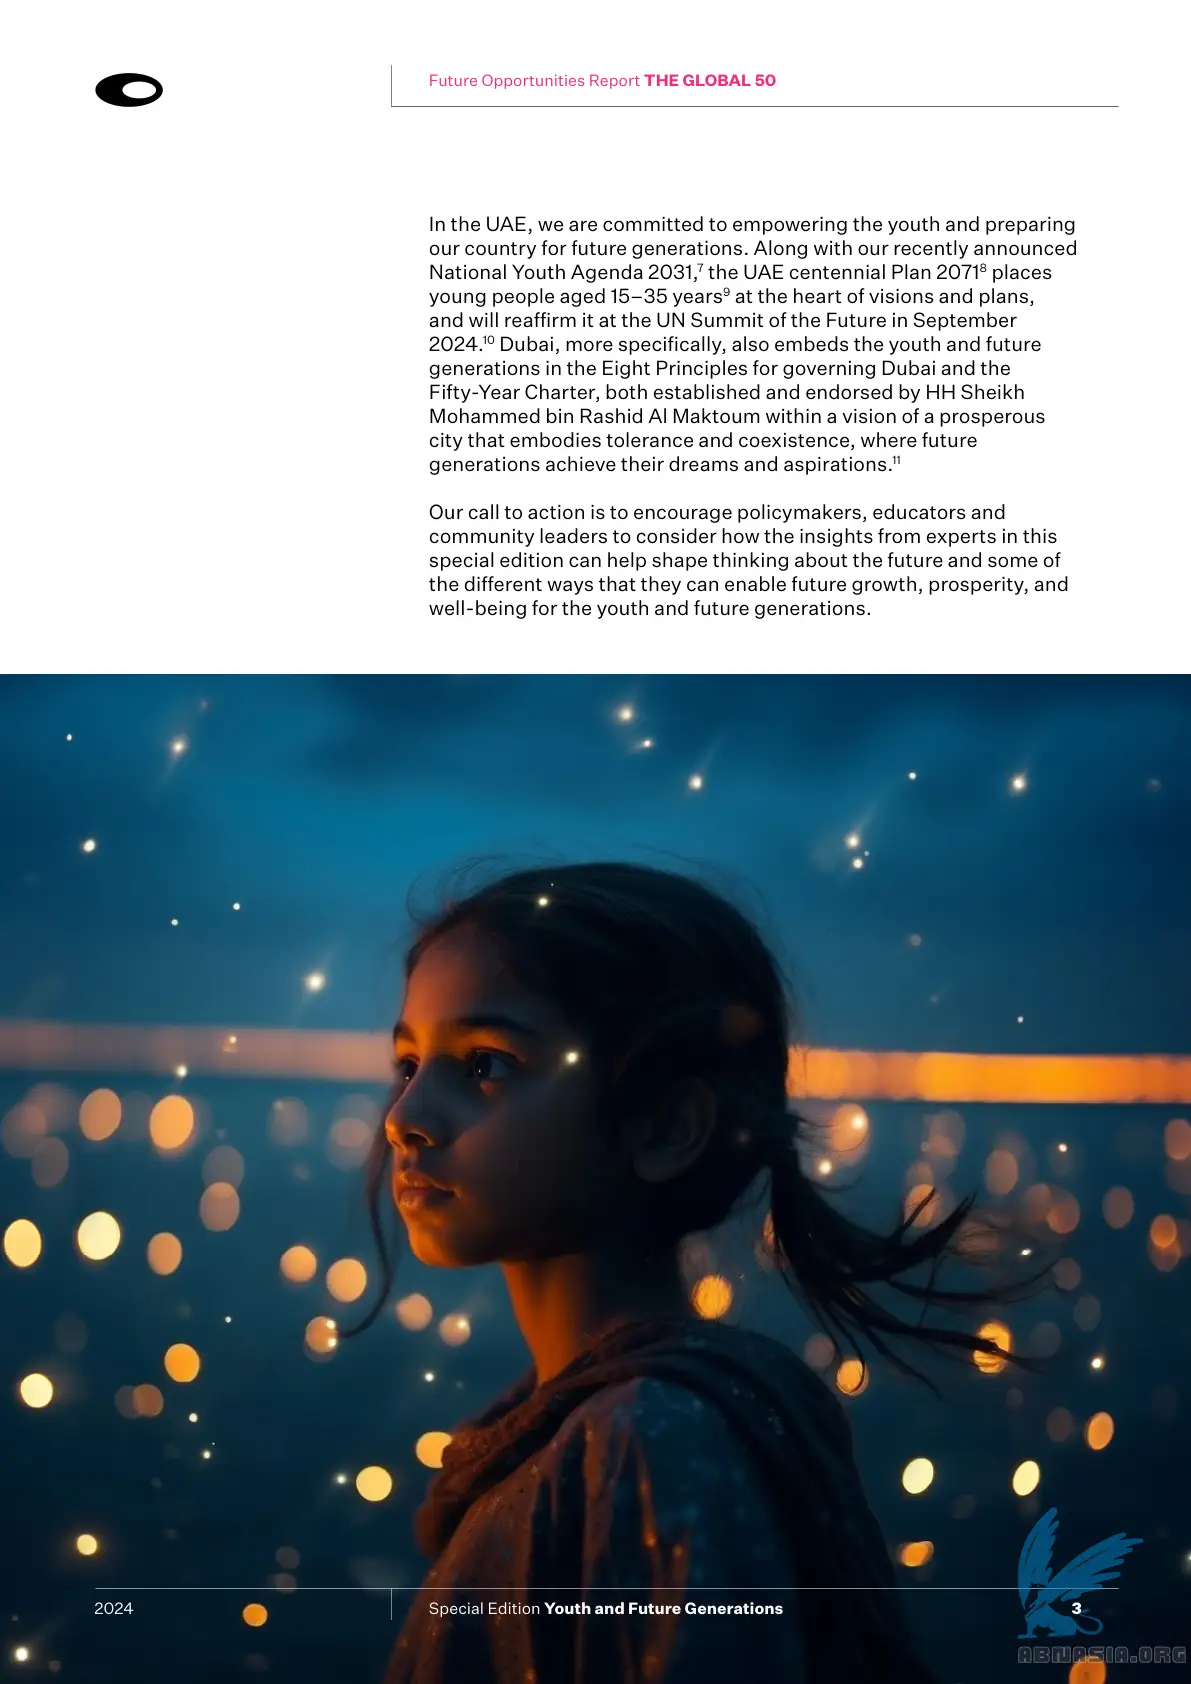 Future Opportunities Report THE GLOBAL 50
In the UAE, we are committed to empowering the youth and preparing
our country for future generations. Along with our recently announced
National Youth Agenda 2031,⁷ the UAE centennial Plan 2071⁸ places
young people aged 15–35 years⁹ at the heart of visions and plans,
and will reaffirm it at the UN Summit of the Future in September
2024.¹⁰ Dubai, more specifically, also embeds the youth and future
generations in the Eight Principles for governing Dubai and the
Fifty-Year Charter, both established and endorsed by HH Sheikh
Mohammed bin Rashid Al Maktoum within a vision of a prosperous
city that embodies tolerance and coexistence, where future
generations achieve their dreams and aspirations.¹¹
Our call to action is to encourage policymakers, educators and
community leaders to consider how the insights from experts in this
special edition can help shape thinking about the future and some of
the different ways that they can enable future growth, prosperity, and
well-being for the youth and future generations.
2024
Special Edition Youth and Future Generations
3
ABNASIA.ORG